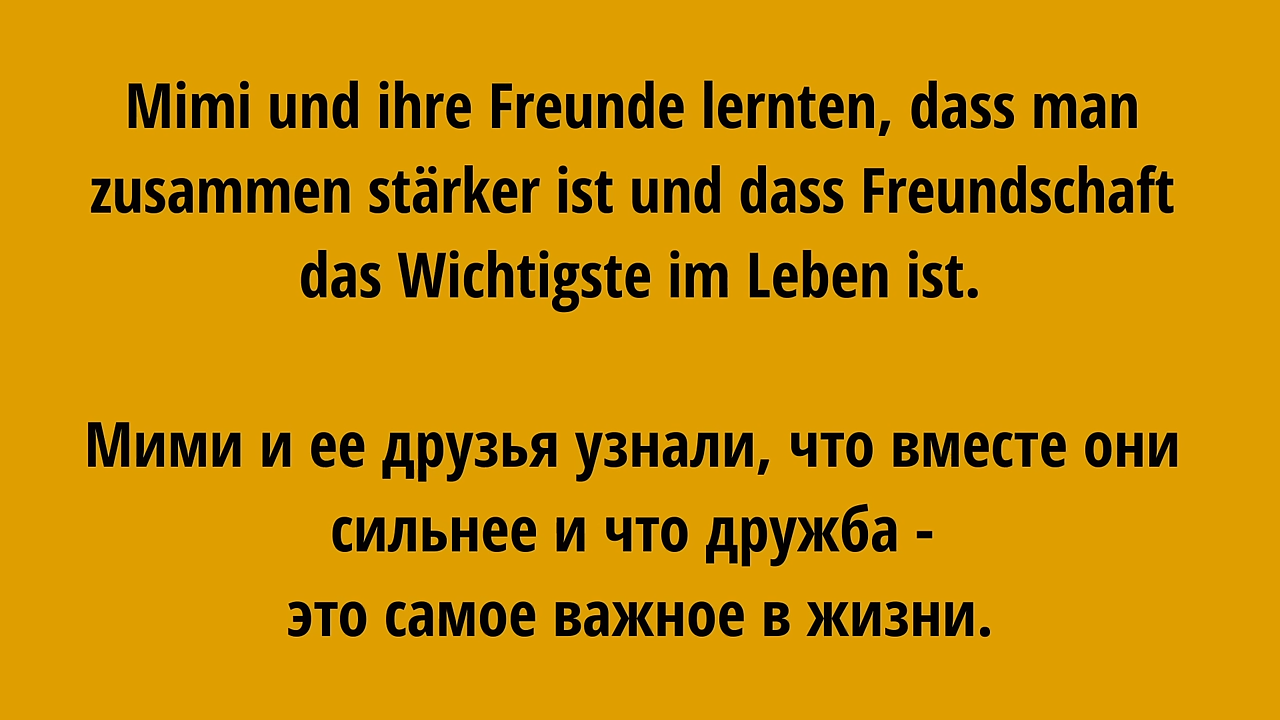 Mimi und ihre Freunde lernten, dass man
zusammen stärker ist und dass Freundschaft
das Wichtigste im Leben ist.
Мими и ее друзья узнали, что вместе они
сильнее и что дружба -
это самое важное в жизни.